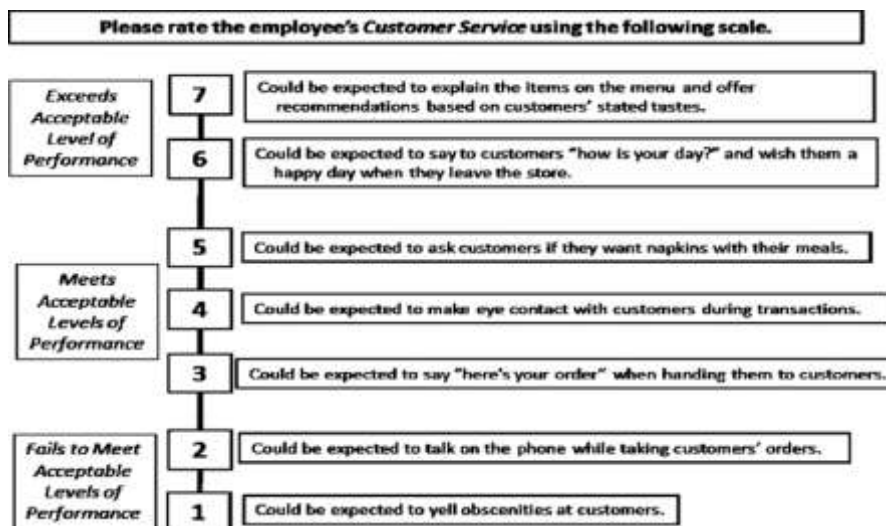 Please rate the employee's Customer Service using the following scale.
Exceeds
Acceptable
Level of
Performance
7
Could be expected to explain the items on the menu and offer
recommendations based on customers' stated tastes.
6
Could be expected to say to customers "how is your day?" and wish them a
happy day when they leave the store.
Meets
Acceptable
Levels of
Performance
5
Could be expected to ask customers if they want napkins with their meals.
4
Could be expected to make eye contact with customers during transactions.
3
Could be expected to say "here's your order" when handing them to customers.
Fails to Meet
Acceptable
Levels of
Performance
2
Could be expected to talk on the phone while taking customers' orders.
1
Could be expected to yell obscenities at customers.